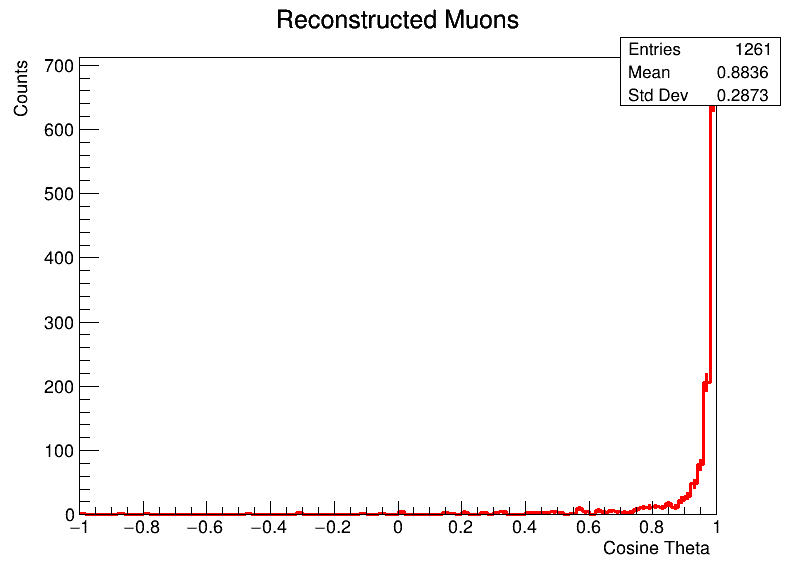 Reconstructed Muons
Entries 1261
Mean 0.8836
Std Dev 0.2873
Counts
700
600
500
400
300
200
100
0
−1 −0.8 −0.6 −0.4 −0.2 0 0.2 0.4 0.6 0.8 1
Cosine Theta